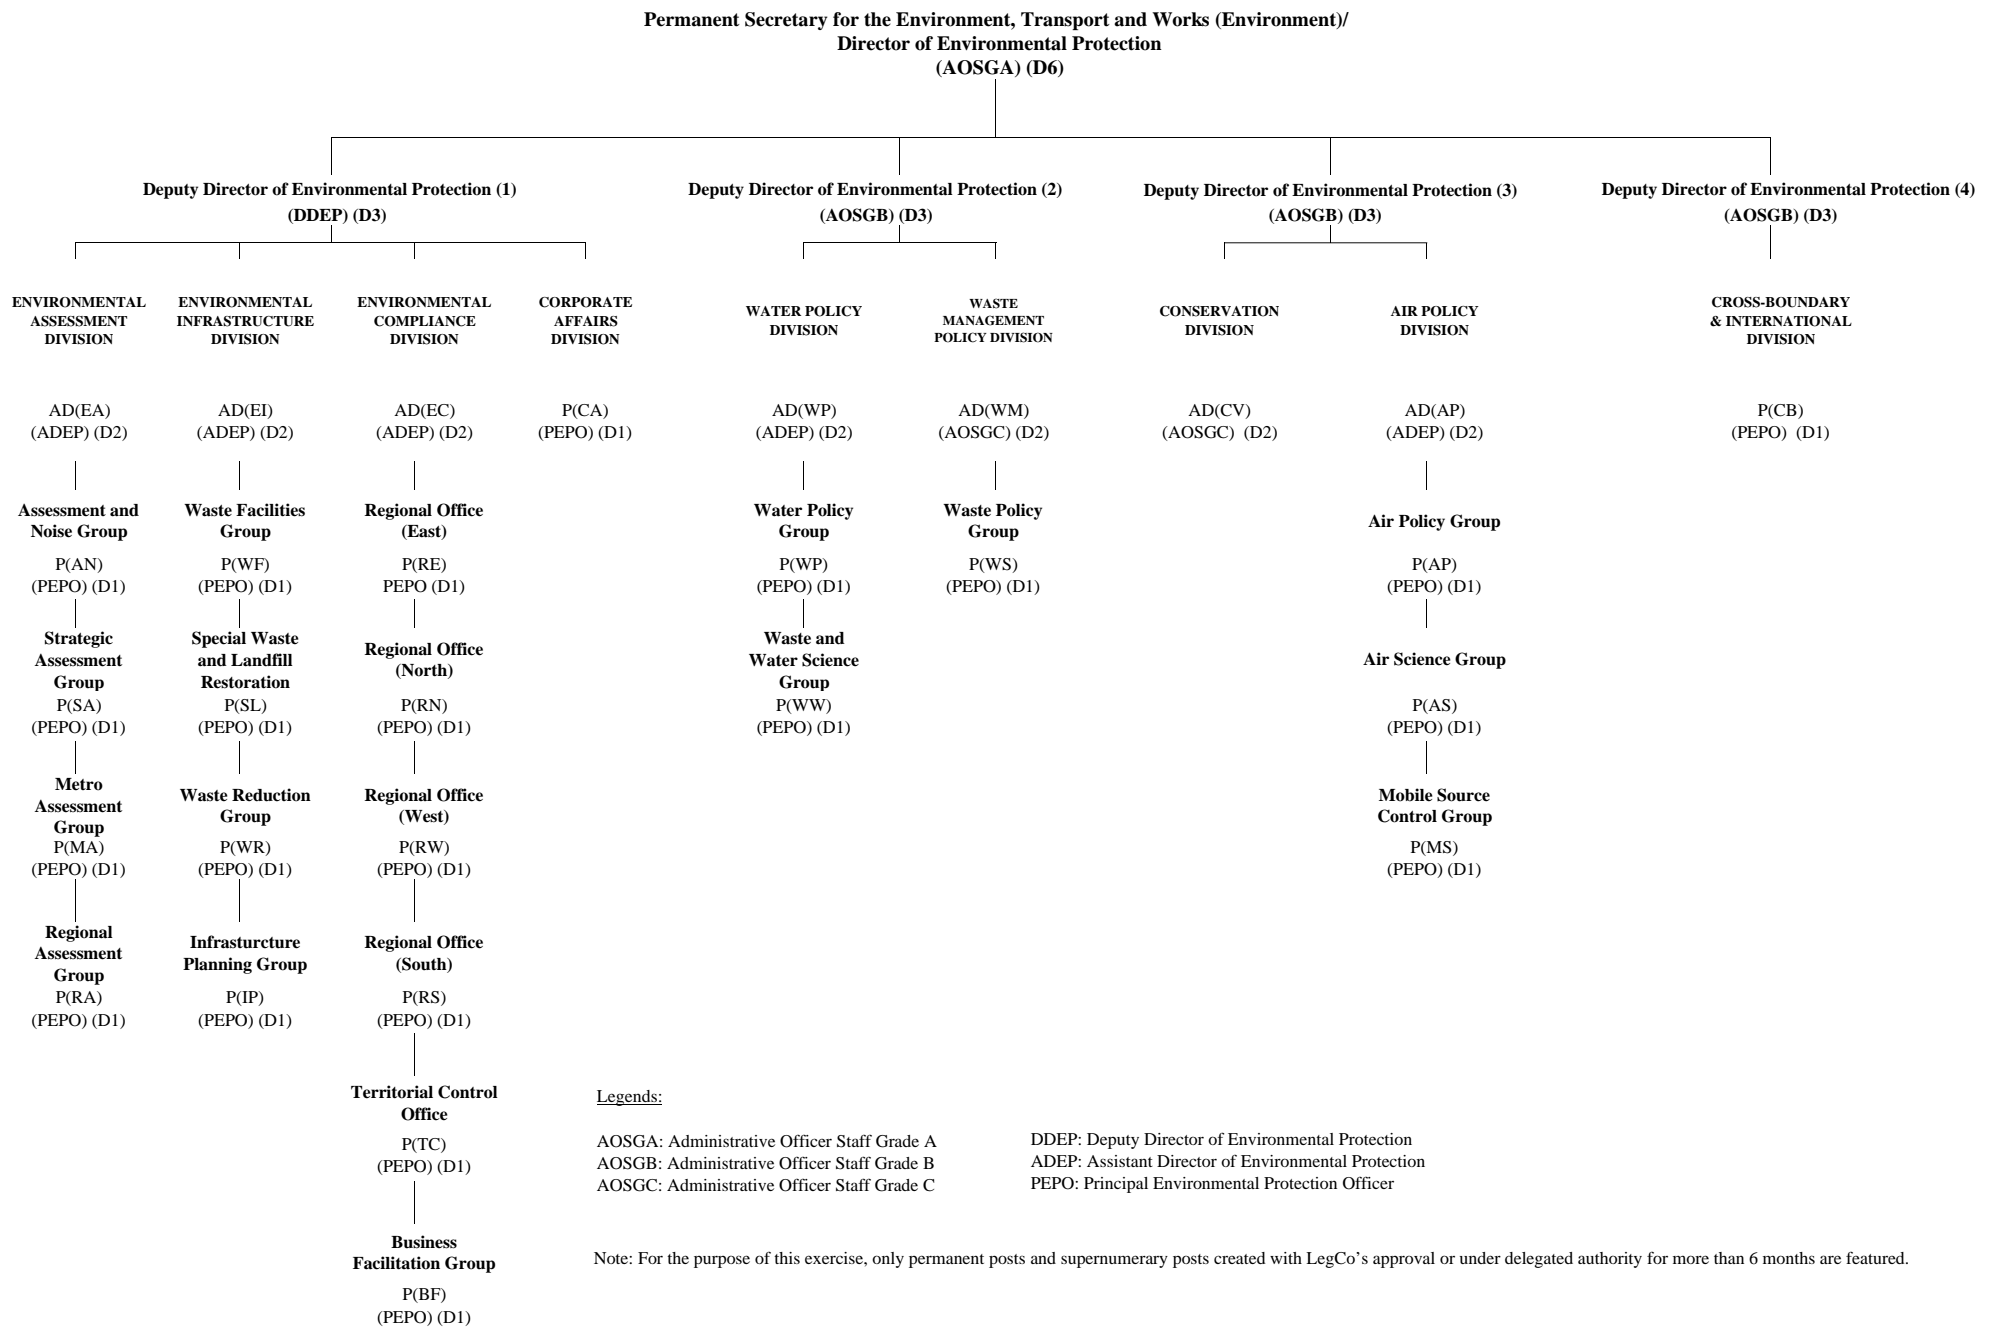 Permanent Secretary for the Environment, Transport and Works (Environment)/
Director of Environmental Protection
(AOSGA) (D6)
Deputy Director of Environmental Protection (1)
(DDEP) (D3)
Deputy Director of Environmental Protection (2)
(AOSGB) (D3)
Deputy Director of Environmental Protection (3)
(AOSGB) (D3)
Deputy Director of Environmental Protection (4)
(AOSGB) (D3)
ENVIRONMENTAL
ASSESSMENT
DIVISION
AD(EA)
(ADEP) (D2)
Assessment and
Noise Group
P(AN)
(PEPO) (D1)
Strategic
Assessment
Group
P(SA)
(PEPO) (D1)
Metro
Assessment
Group
P(MA)
(PEPO) (D1)
Regional
Assessment
Group
P(RA)
(PEPO) (D1)
ENVIRONMENTAL
INFRASTRUCTURE
DIVISION
AD(EI)
(ADEP) (D2)
Waste Facilities
Group
P(WF)
(PEPO) (D1)
Special Waste
and Landfill
Restoration
P(SL)
(PEPO) (D1)
Waste Reduction
Group
P(WR)
(PEPO) (D1)
Infrasturcture
Planning Group
P(IP)
(PEPO) (D1)
ENVIRONMENTAL
COMPLIANCE
DIVISION
AD(EC)
(ADEP) (D2)
Regional Office
(East)
P(RE)
PEPO (D1)
Regional Office
(North)
P(RN)
(PEPO) (D1)
Regional Office
(West)
P(RW)
(PEPO) (D1)
Regional Office
(South)
P(RS)
(PEPO) (D1)
Territorial Control
Office
P(TC)
(PEPO) (D1)
Business
Facilitation Group
P(BF)
(PEPO) (D1)
CORPORATE
AFFAIRS
DIVISION
P(CA)
(PEPO) (D1)
WATER POLICY
DIVISION
AD(WP)
(ADEP) (D2)
Water Policy
Group
P(WP)
(PEPO) (D1)
Waste and
Water Science
Group
P(WW)
(PEPO) (D1)
WASTE
MANAGEMENT
POLICY DIVISION
AD(WM)
(AOSGC) (D2)
Waste Policy
Group
P(WS)
(PEPO) (D1)
CONSERVATION
DIVISION
AD(CV)
(AOSGC) (D2)
AIR POLICY
DIVISION
AD(AP)
(ADEP) (D2)
Air Policy Group
P(AP)
(PEPO) (D1)
Air Science Group
P(AS)
(PEPO) (D1)
Mobile Source
Control Group
P(MS)
(PEPO) (D1)
CROSS-BOUNDARY
& INTERNATIONAL
DIVISION
P(CB)
(PEPO) (D1)
Legends:
AOSGA: Administrative Officer Staff Grade A
AOSGB: Administrative Officer Staff Grade B
AOSGC: Administrative Officer Staff Grade C
DDEP: Deputy Director of Environmental Protection
ADEP: Assistant Director of Environmental Protection
PEPO: Principal Environmental Protection Officer
Note: For the purpose of this exercise, only permanent posts and supernumerary posts created with LegCo’s approval or under delegated authority for more than 6 months are featured.